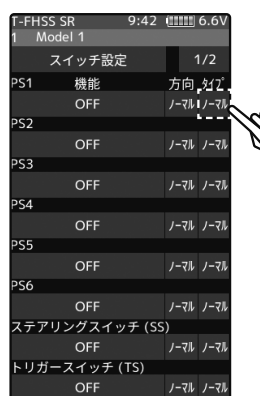 T-FHSS SR 9:42 6.6V
1 Model 1
スイッチ設定 1/2
PS1 機能 方向 ﾀｲﾌﾟ
OFF ﾉｰﾏﾙ ﾉｰﾏﾙ
PS2
OFF ﾉｰﾏﾙ ﾉｰﾏﾙ
PS3
OFF ﾉｰﾏﾙ ﾉｰﾏﾙ
PS4
OFF ﾉｰﾏﾙ ﾉｰﾏﾙ
PS5
OFF ﾉｰﾏﾙ ﾉｰﾏﾙ
PS6
OFF ﾉｰﾏﾙ ﾉｰﾏﾙ
ステアリングスイッチ (SS)
OFF ﾉｰﾏﾙ ﾉｰﾏﾙ
トリガースイッチ (TS)
OFF ﾉｰﾏﾙ ﾉｰﾏﾙ